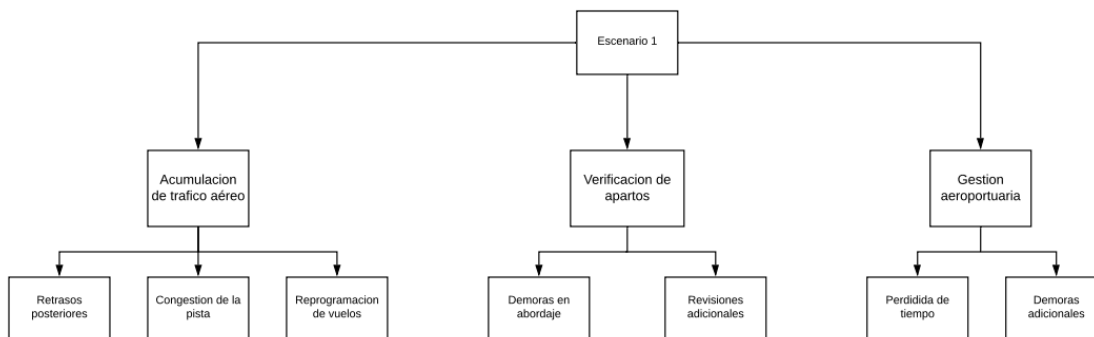 Escenario 1
Acumulacion
de trafico aéreo
Verificacion de
apartos
Gestion
aeroportuaria
Retrasos
posteriores
Congestion de la
pista
Reprogramacion
de vuelos
Demoras en
abordaje
Revisiones
adicionales
Perdidida de
tiempo
Demoras
adicionales